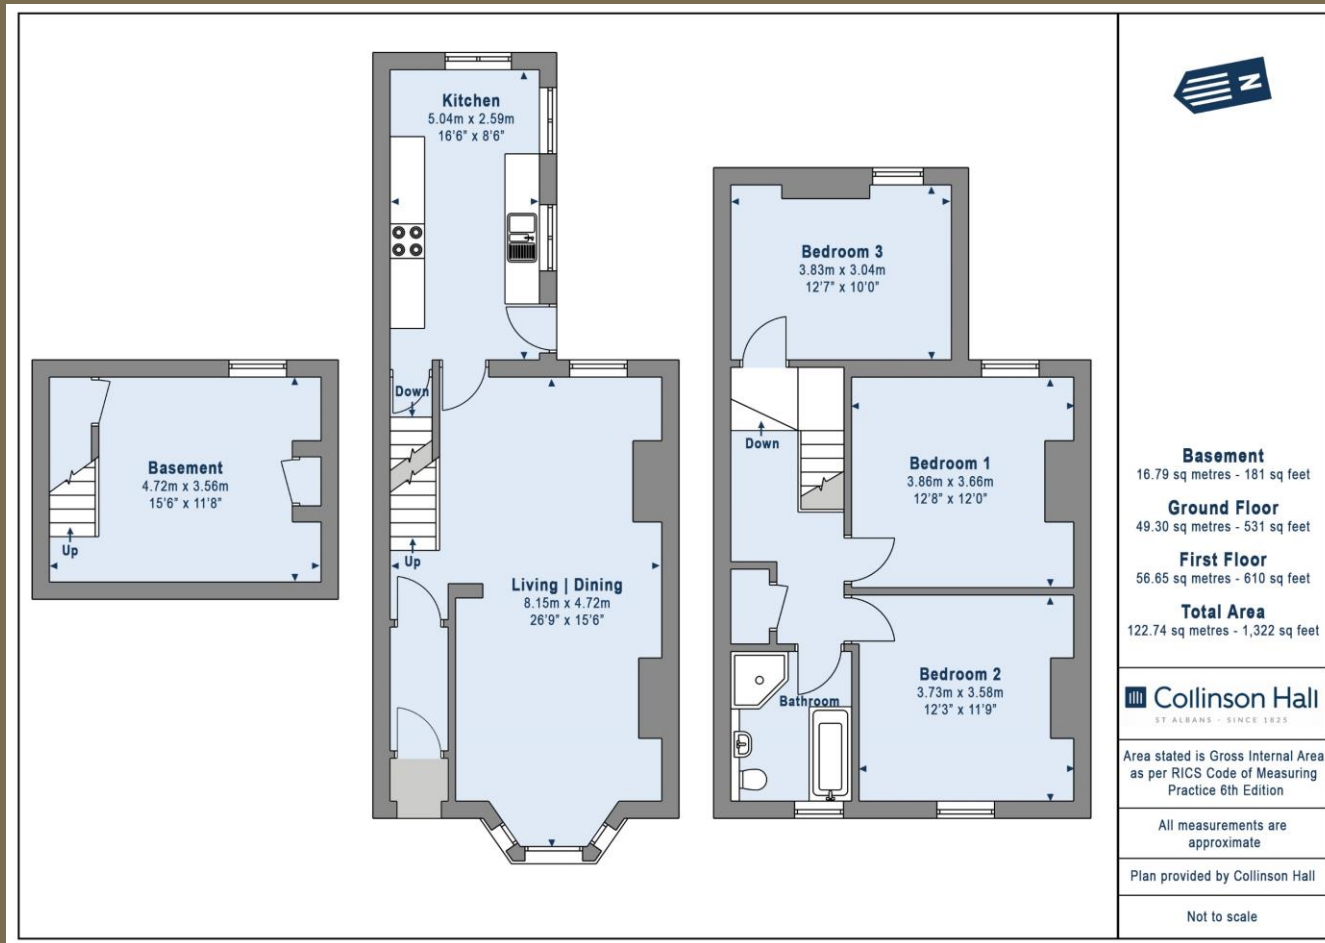 Kitchen
5.04m x 2.59m
16'6" x 8'6"
N
Bedroom 3
3.83m x 3.04m
12'7" x 10'0"
Down
Down
Basement
4.72m x 3.56m
15'6" x 11'8"
Up
Bedroom 1
3.86m x 3.66m
12'8" x 12'0"
Up
Living | Dining
8.15m x 4.72m
26'9" x 15'6"
Bedroom 2
3.73m x 3.58m
12'3" x 11'9"
Bathroom
Basement
16.79 sq metres - 181 sq feet
Ground Floor
49.30 sq metres - 531 sq feet
First Floor
56.65 sq metres - 610 sq feet
Total Area
122.74 sq metres - 1,322 sq feet
Collinson Hall
ST ALBANS - SINCE 1825
Area stated is Gross Internal Area
as per RICS Code of Measuring
Practice 6th Edition
All measurements are
approximate
Plan provided by Collinson Hall
Not to scale